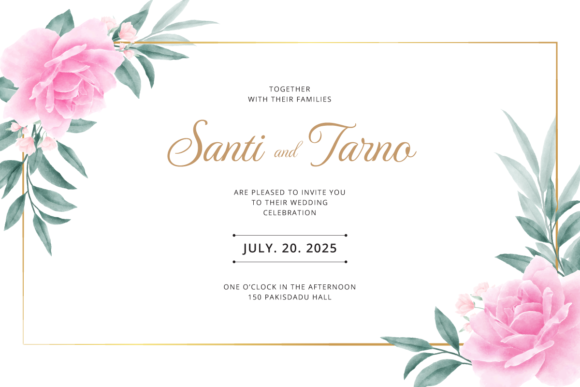 TOGETHER
WITH THEIR FAMILIES
Santi and Tarno
ARE PLEASED TO INVITE YOU
TO THEIR WEDDING
CELEBRATION
JULY. 20. 2025
ONE O'CLOCK IN THE AFTERNOON
150 PAKISDADU HALL